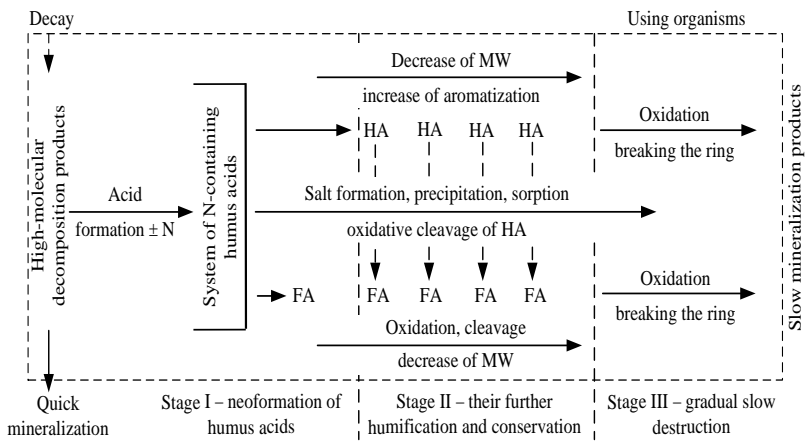 Decay
Using organisms
High-molecular
decomposition products
Acid
formation ± N
System of N-containing
humus acids
Decrease of MW
increase of aromatization
HA HA HA HA
Salt formation, precipitation, sorption
oxidative cleavage of HA
FA FA FA FA FA
Oxidation, cleavage
decrease of MW
Oxidation
breaking the ring
Oxidation
breaking the ring
Slow mineralization products
Quick
mineralization
Stage I – neoformation of
humus acids
Stage II – their further
humification and conservation
Stage III – gradual slow
destruction